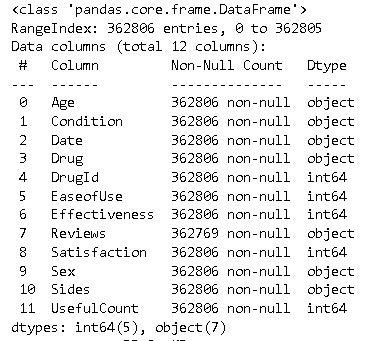 <class 'pandas.core.frame.DataFrame'>
RangeIndex: 362806 entries, 0 to 362805
Data columns (total 12 columns):
 #   Column         Non-Null Count   Dtype
---  ------         --------------   -----
 0   Age            362806 non-null  object
 1   Condition      362806 non-null  object
 2   Date           362806 non-null  object
 3   Drug           362806 non-null  object
 4   DrugId         362806 non-null  int64
 5   EaseofUse      362806 non-null  int64
 6   Effectiveness  362806 non-null  int64
 7   Reviews        362769 non-null  object
 8   Satisfaction   362806 non-null  int64
 9   Sex            362806 non-null  object
 10  Sides          362806 non-null  object
 11  UsefulCount    362806 non-null  int64
dtypes: int64(5), object(7)